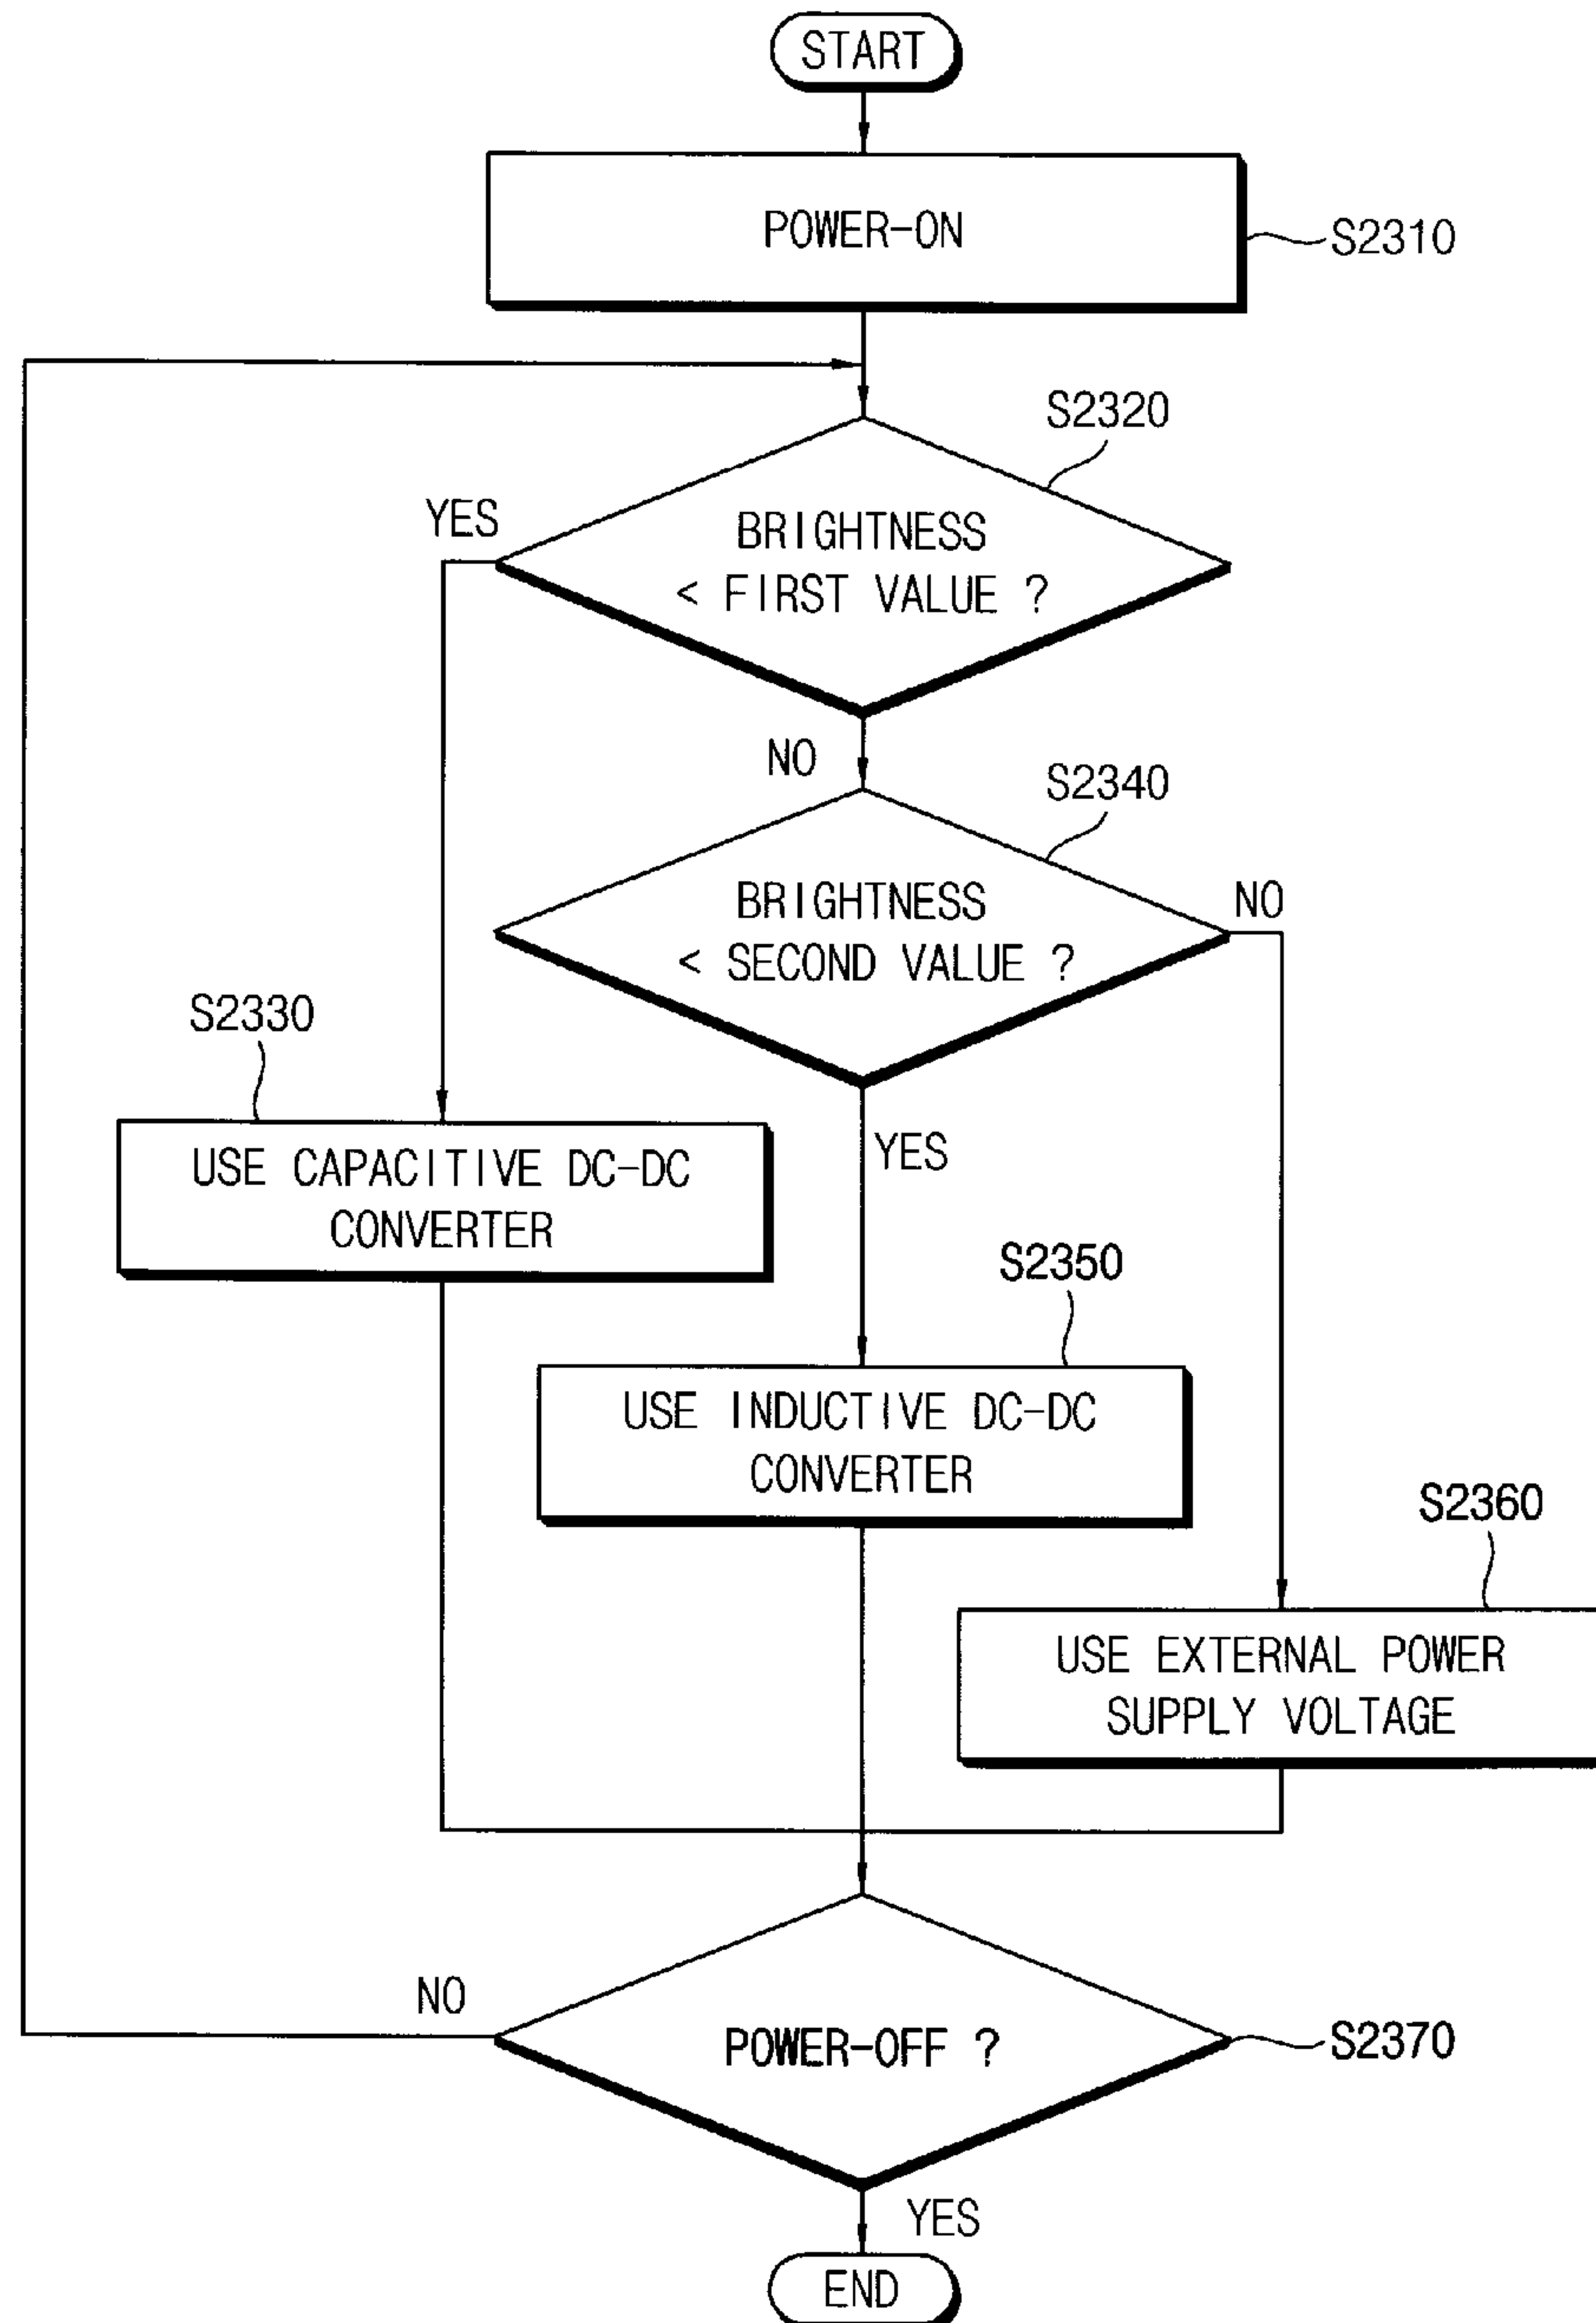 START
POWER-ON
S2310
S2320
YES
BRIGHTNESS
< FIRST VALUE ?
NO
S2340
BRIGHTNESS
< SECOND VALUE ?
NO
S2330
USE CAPACITIVE DC-DC
CONVERTER
YES
S2350
USE INDUCTIVE DC-DC
CONVERTER
S2360
USE EXTERNAL POWER
SUPPLY VOLTAGE
NO
POWER-OFF ?
S2370
YES
END